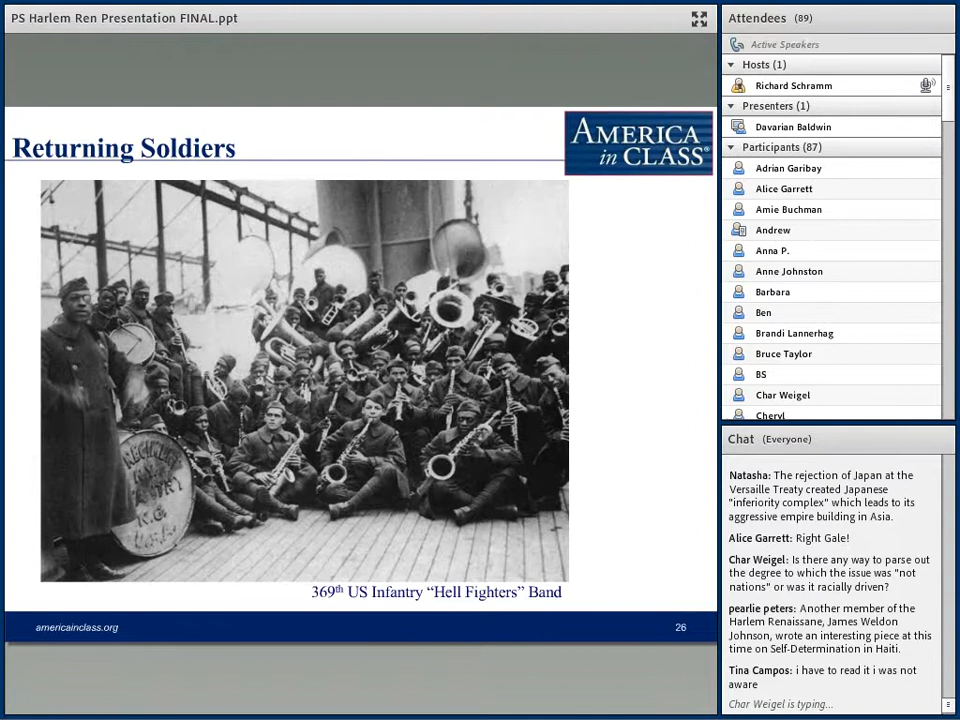 PS Harlem Ren Presentation FINAL.ppt
Returning Soldiers
AMERICA
in CLASS®
369th US Infantry “Hell Fighters” Band
americainclass.org
26
Attendees (89)
Active Speakers
Hosts (1)
Richard Schramm
Presenters (1)
Davarian Baldwin
Participants (87)
Adrian Garibay
Alice Garrett
Amie Buchman
Andrew
Anna P.
Anne Johnston
Barbara
Ben
Brandi Lannerhag
Bruce Taylor
BS
Char Weigel
Cheryl
Chat (Everyone)
Natasha: The rejection of Japan at the
Versaille Treaty created Japanese
"inferiority complex" which leads to its
aggressive empire building in Asia.
Alice Garrett: Right Gale!
Char Weigel: Is there any way to parse out
the degree to which the issue was "not
nations" or was it racially driven?
pearlie peters: Another member of the
Harlem Renaissane, James Weldon
Johnson, wrote an interesting piece at this
time on Self-Determination in Haiti.
Tina Campos: i have to read it i was not
aware
Char Weigel is typing...